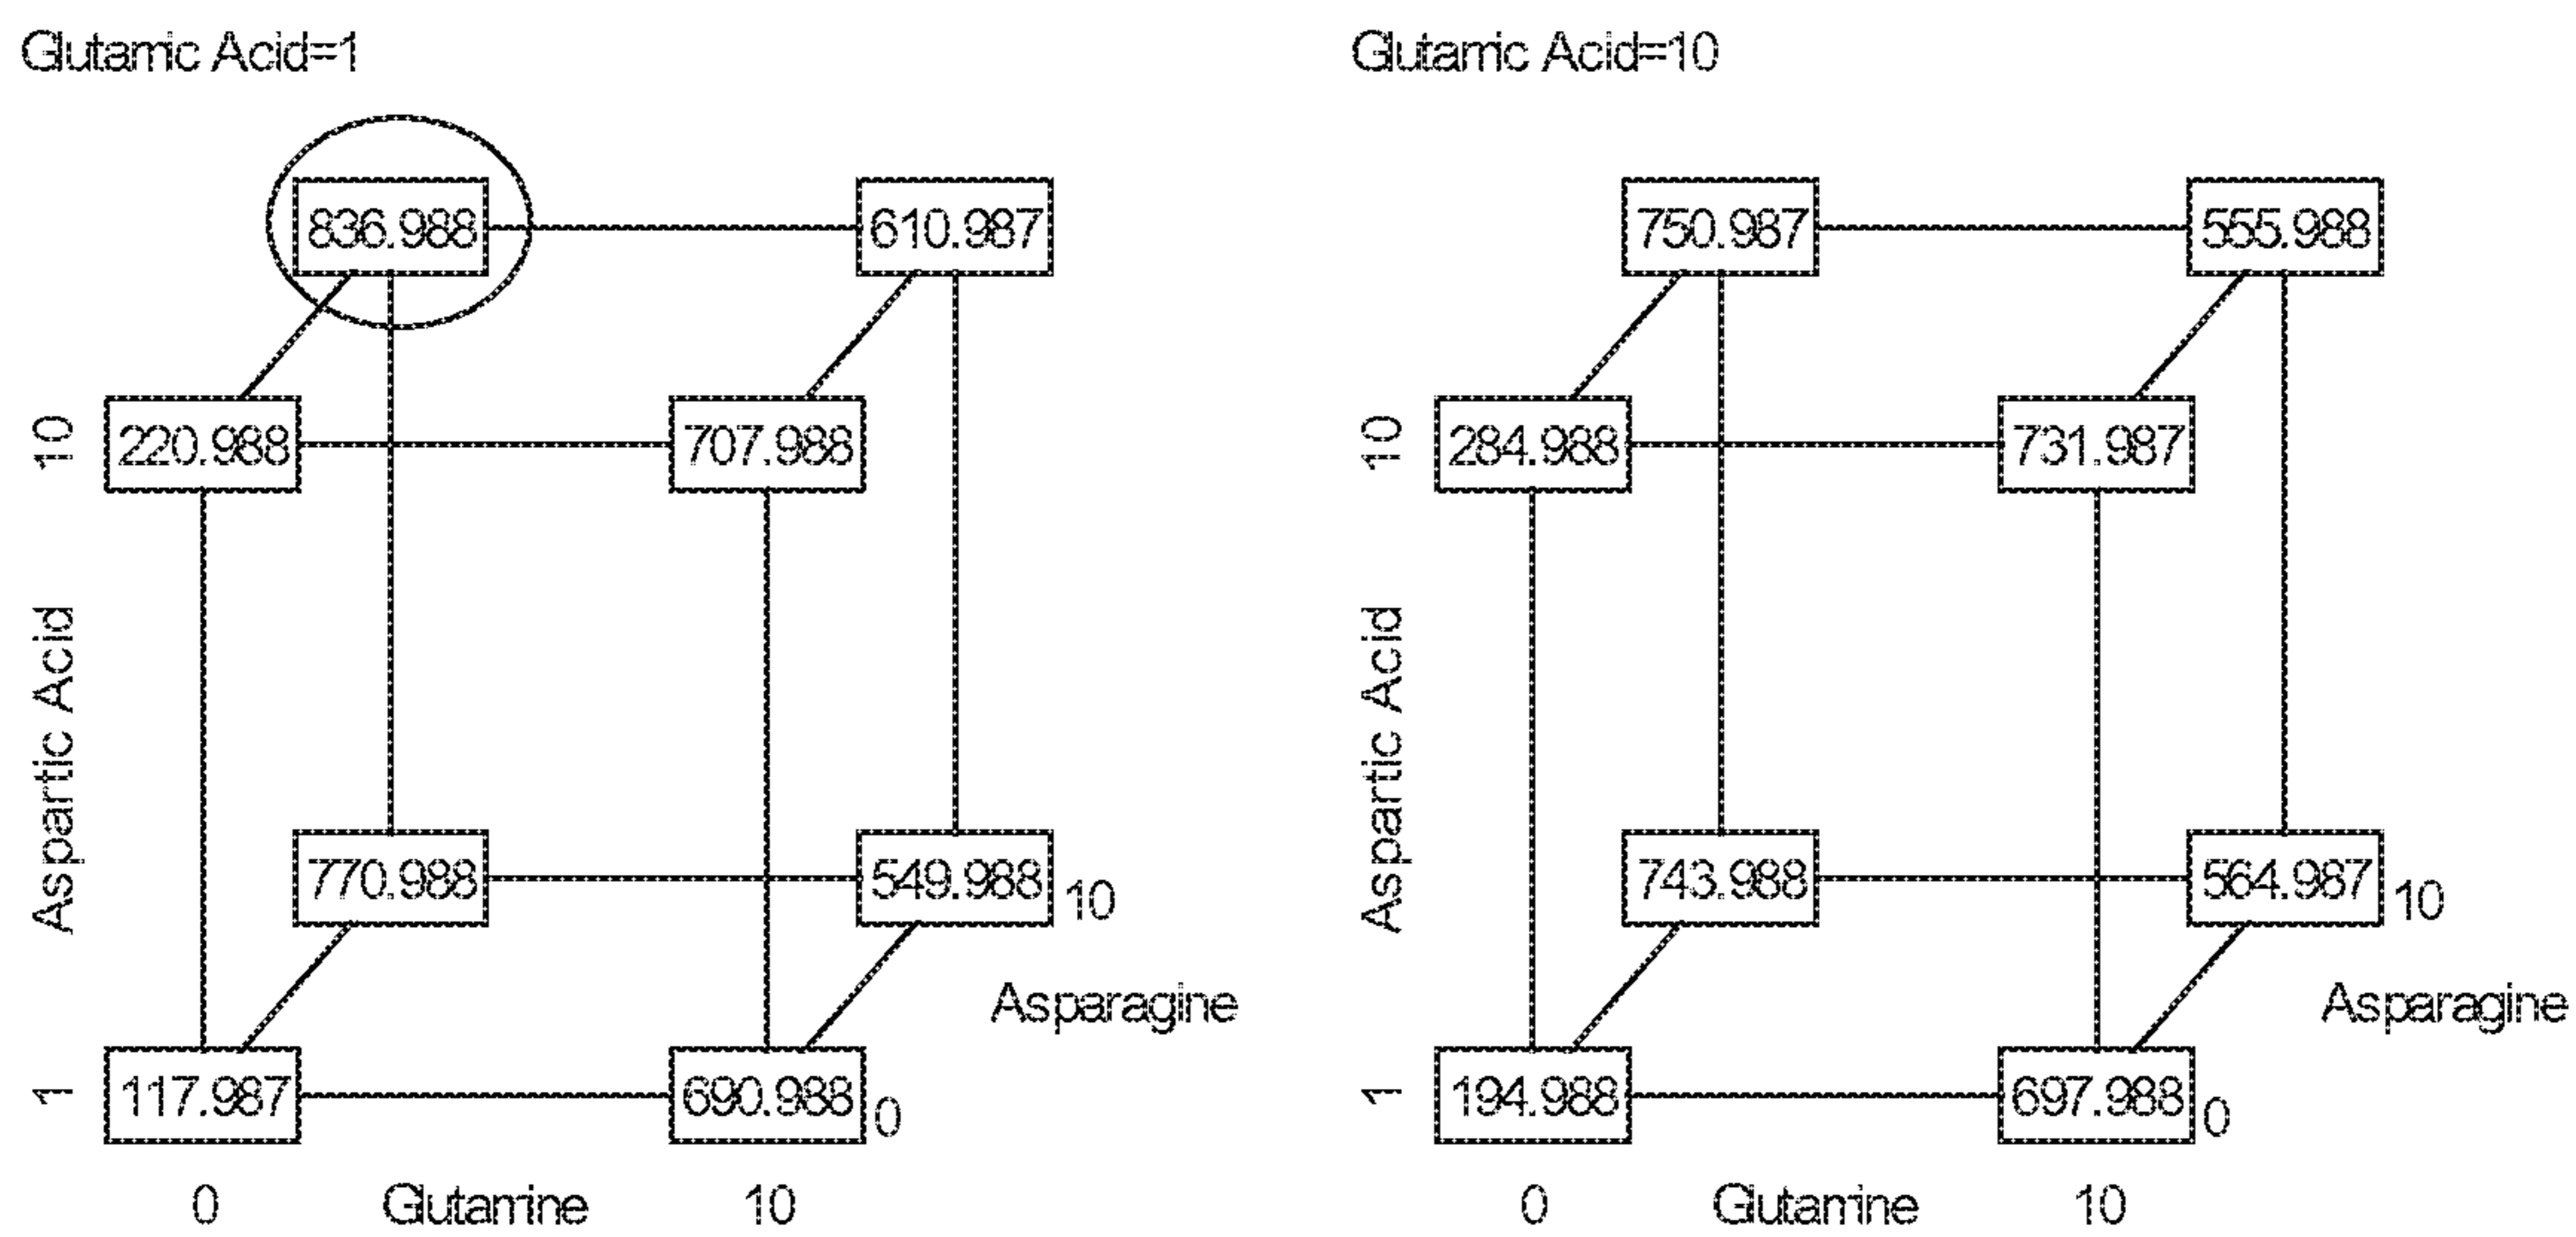 Glutamic Acid=1
Glutamic Acid=10
836.988 610.987
750.987 555.988
10 220.988 707.988
10 284.988 731.987
Aspartic Acid
Aspartic Acid
770.988 549.988 10
743.988 564.987 10
Asparagine
Asparagine
1 117.987 690.988 0
1 194.988 697.988 0
0 Glutamine 10
0 Glutamine 10